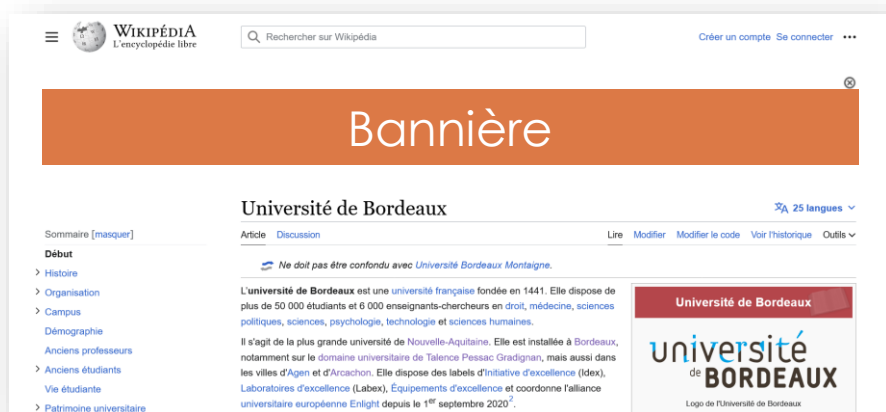 WIKIPÉDIA
L'encyclopédie libre
Rechercher sur Wikipédia
Créer un compte Se connecter
Bannière
Université de Bordeaux
25 langues
Article Discussion
Lire Modifier Modifier le code Voir l'historique Outils
Sommaire [masquer]
Début
Histoire
Organisation
Campus
Démographie
Anciens professeurs
Anciens étudiants
Vie étudiante
Patrimoine universitaire
Ne doit pas être confondu avec Université Bordeaux Montaigne.
L'université de Bordeaux est une université française fondée en 1441. Elle dispose de
plus de 50 000 étudiants et 6 000 enseignants-chercheurs en droit, médecine, sciences
politiques, sciences, psychologie, technologie et sciences humaines.
Il s'agit de la plus grande université de Nouvelle-Aquitaine. Elle est installée à Bordeaux,
notamment sur le domaine universitaire de Talence Pessac Gradignan, mais aussi dans
les villes d'Agen et d'Arcachon. Elle dispose des labels d'Initiative d'excellence (Idex),
Laboratoires d'excellence (Labex), Équipements d'excellence et coordonne l'alliance
universitaire européenne Enlight depuis le 1er septembre 2020².
Université de Bordeaux
université
de BORDEAUX
Logo de l'Université de Bordeaux